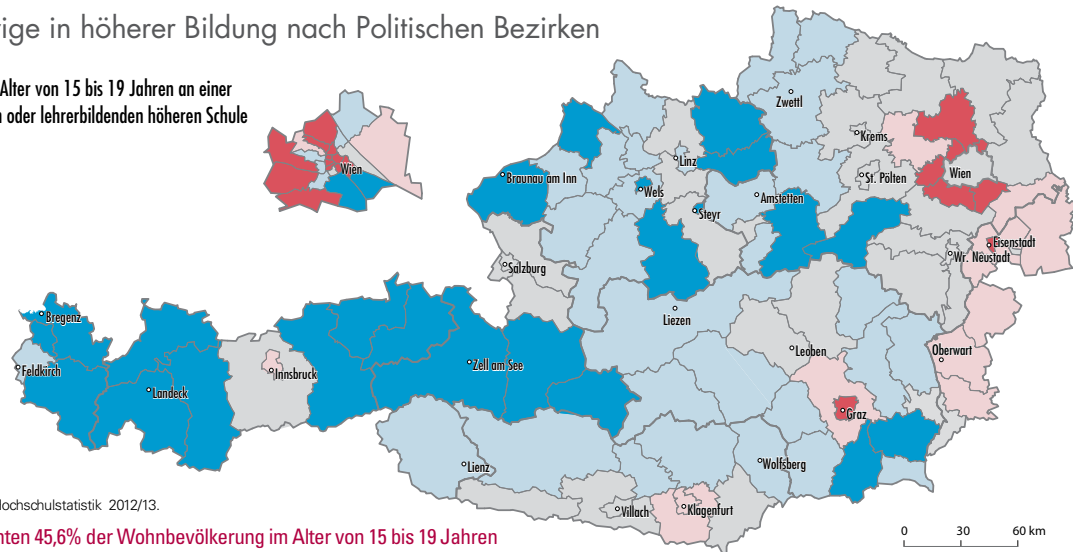 ige in höherer Bildung nach Politischen Bezirken
Alter von 15 bis 19 Jahren an einer
oder lehrerbildenden höheren Schule
Wien
Zwettl
Krems
Linz
Braunau am Inn
Wels
St. Pölten
Wien
Amstetten
Steyr
Eisenstadt
Wr. Neustadt
Salzburg
Bregenz
Liezen
Leoben
Oberwart
Feldkirch
Innsbruck
Zell am See
Landeck
Graz
Lienz
Wolfsberg
Villach
Klagenfurt
ochschulstatistik 2012/13.
nten 45,6% der Wohnbevölkerung im Alter von 15 bis 19 Jahren
0 30 60 km